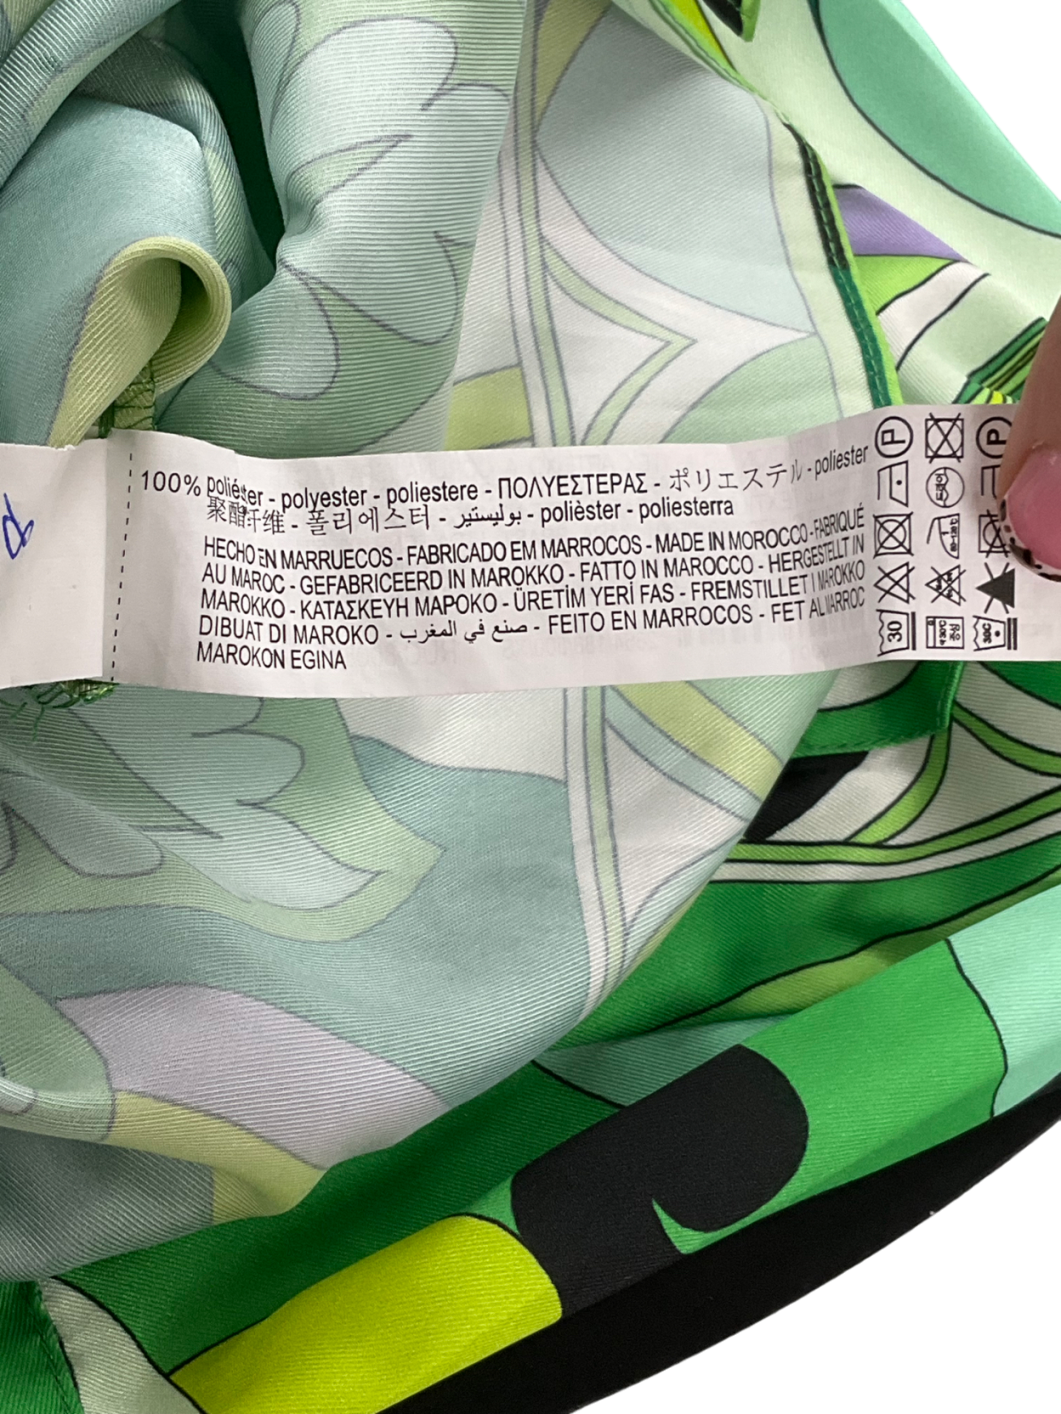 100% poliéster - polyester - poliestere - ΠΟΛΥΕΣΤΕΡΑΣ - ポリエステル - poliester
聚酯纤维 - 폴리에스터 - بوليستير - polièster - poliesterra
HECHO EN MARRUECOS - FABRICADO EM MARROCOS - MADE IN MOROCCO - FABRIQUÉ
AU MAROC - GEFABRICEERD IN MAROKKO - FATTO IN MAROCCO - HERGESTELLT IN
MAROKKO - ΚΑΤΑΣΚΕΥΗ ΜΑΡΟΚΟ - ÜRETİM YERİ FAS - FREMSTILLET I MAROKKO
DIBUAT DI MAROKO - صنع في المغرب - FEITO EN MARROCOS - FET AL MARROC
MAROKON EGINA
P P
30